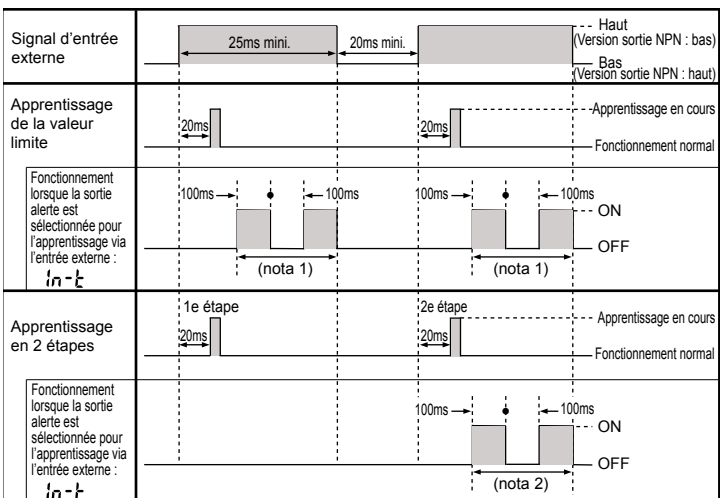 Signal d'entrée
externe
25ms mini.
20ms mini.
Haut
(Version sortie NPN : bas)
Bas
(Version sortie NPN : haut)
Apprentissage
de la valeur
limite
20ms
20ms
Apprentissage en cours
Fonctionnement normal
Fonctionnement
lorsque la sortie
alerte est
sélectionnée pour
l'apprentissage via
l'entrée externe :
in-t
100ms
100ms
100ms
100ms
ON
OFF
(nota 1)
(nota 1)
Apprentissage
en 2 étapes
1e étape
20ms
2e étape
20ms
Apprentissage en cours
Fonctionnement normal
Fonctionnement
lorsque la sortie
alerte est
sélectionnée pour
l'apprentissage via
l'entrée externe :
in-t
100ms
100ms
ON
OFF
(nota 2)